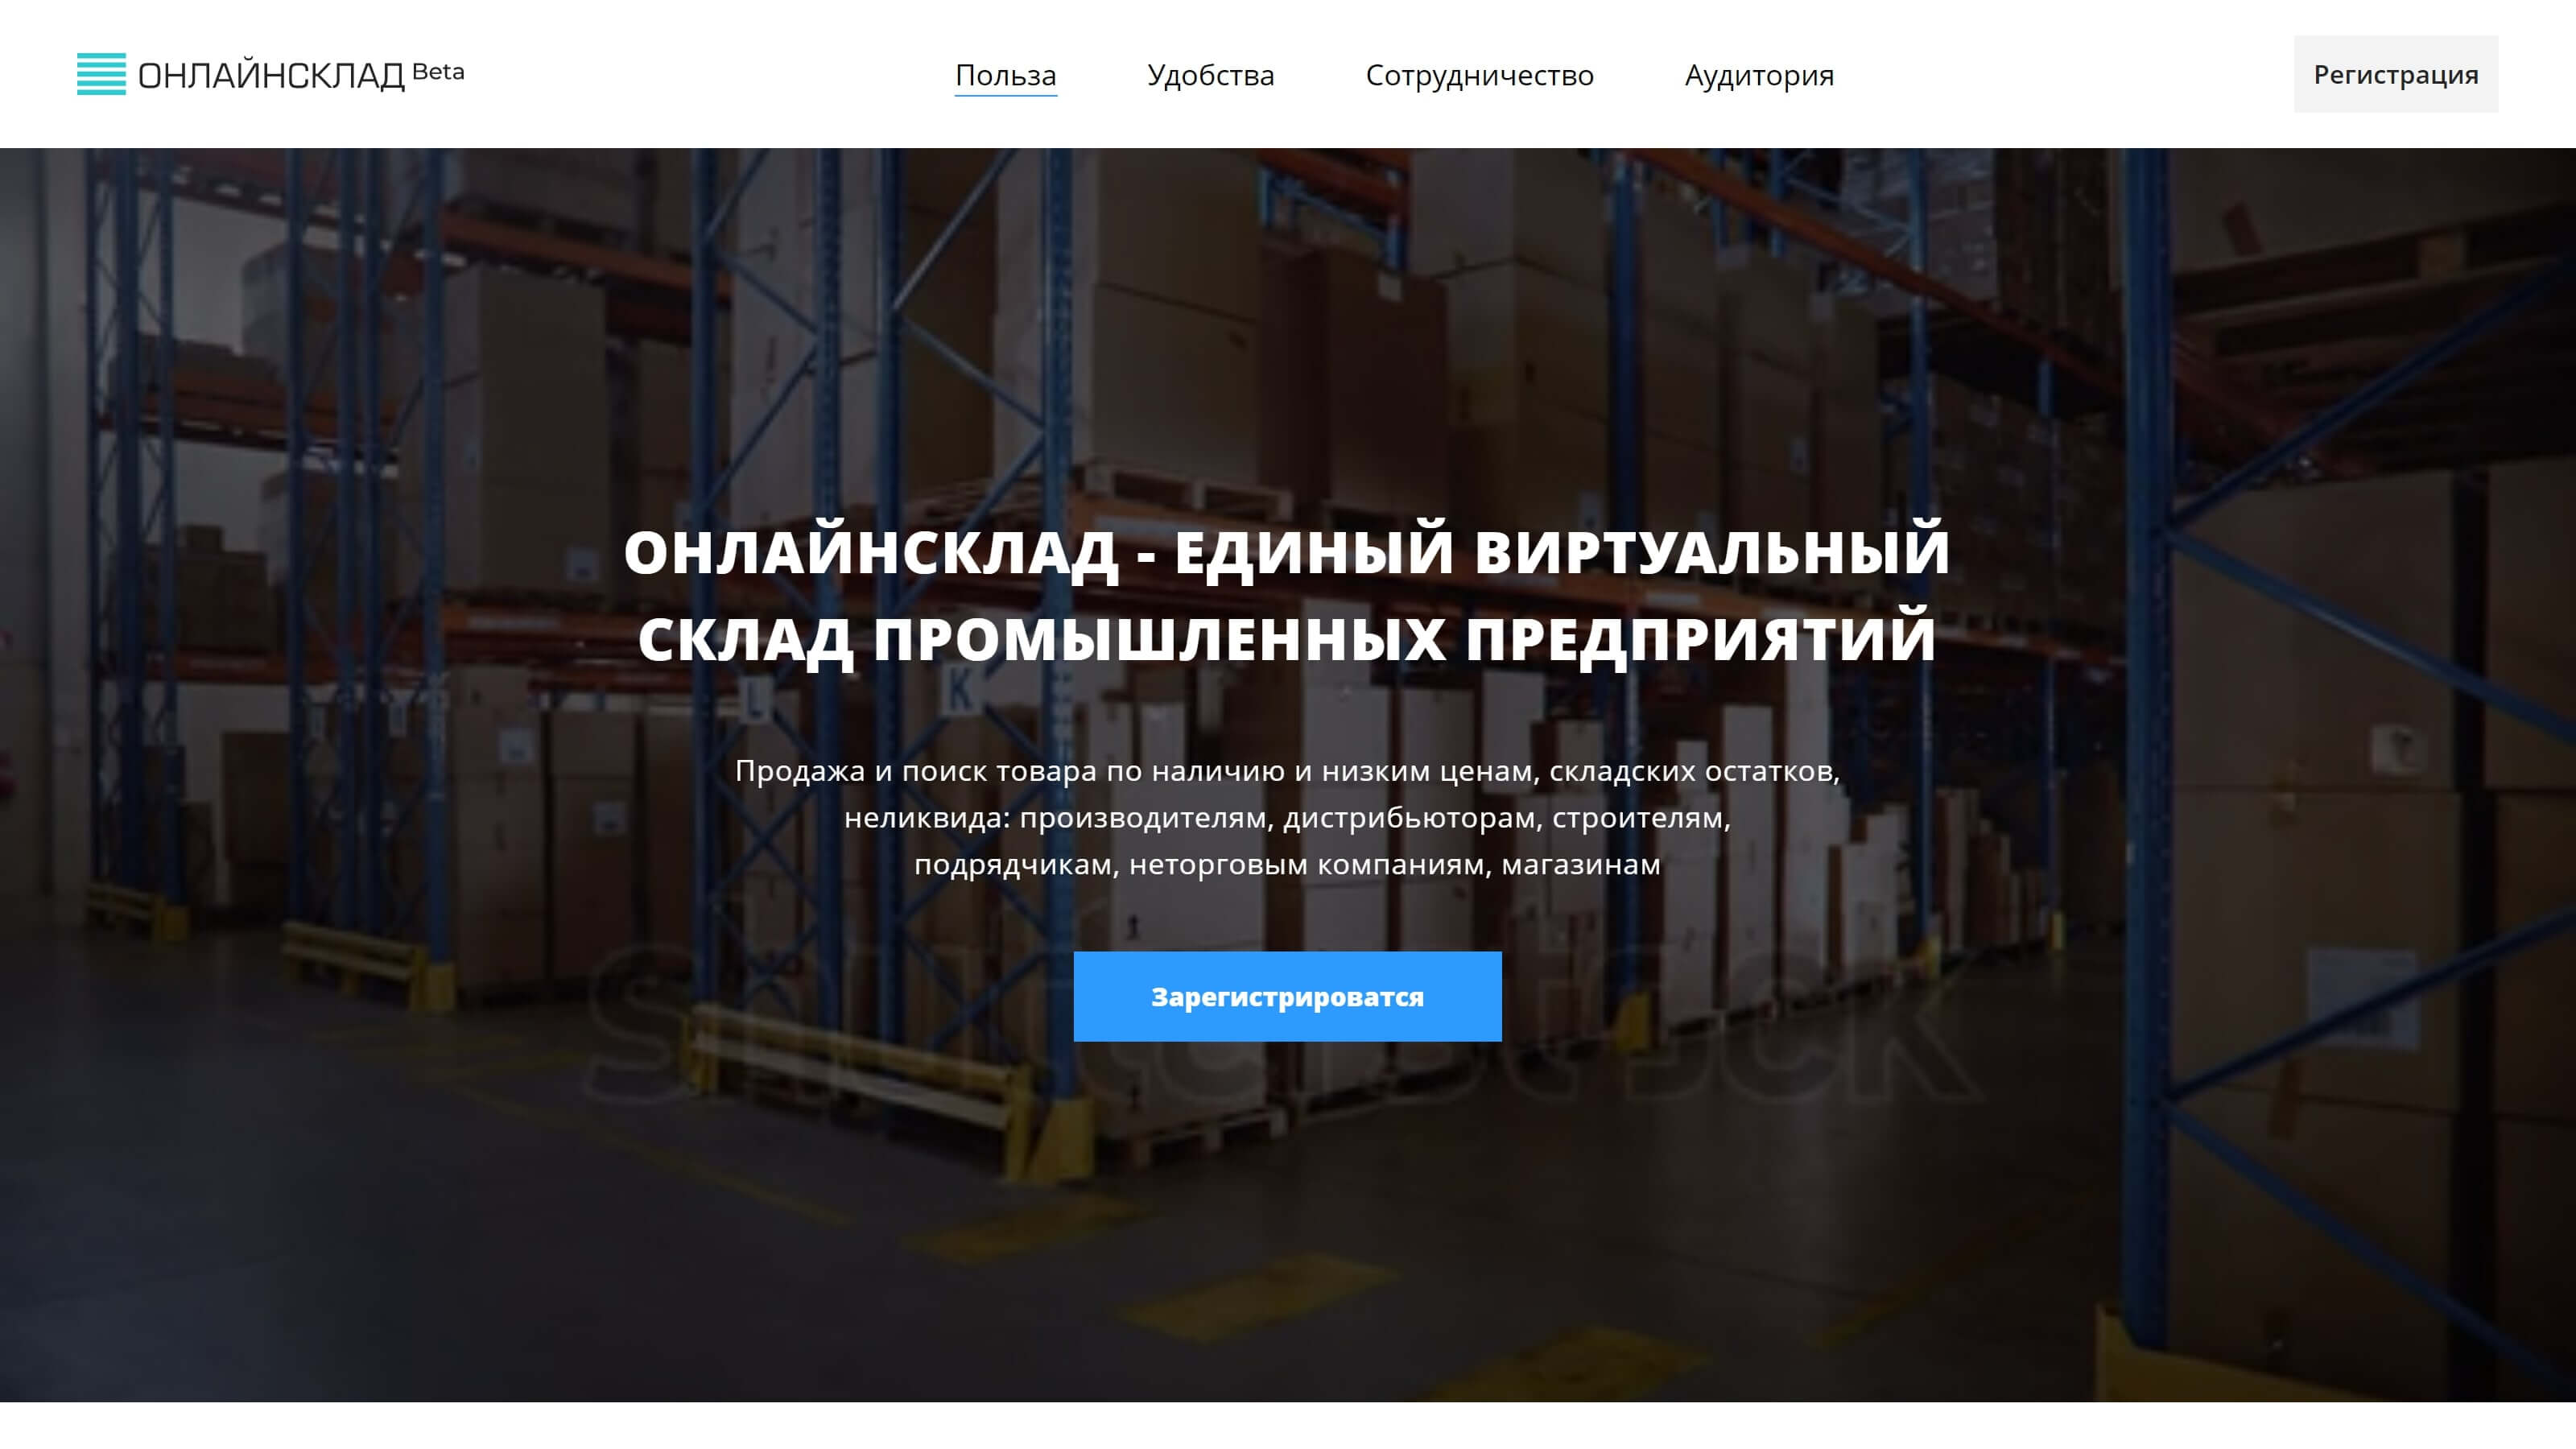 ОНЛАЙНСКЛАД Beta
Польза
Удобства
Сотрудничество
Аудитория
Регистрация
ОНЛАЙНСКЛАД - ЕДИНЫЙ ВИРТУАЛЬНЫЙ
СКЛАД ПРОМЫШЛЕННЫХ ПРЕДПРИЯТИЙ
L
K
Продажа и поиск товара по наличию и низким ценам, складских остатков,
неликвида: производителям, дистрибьюторам, строителям,
подрядчикам, неторговым компаниям, магазинам
Зарегистрироватся